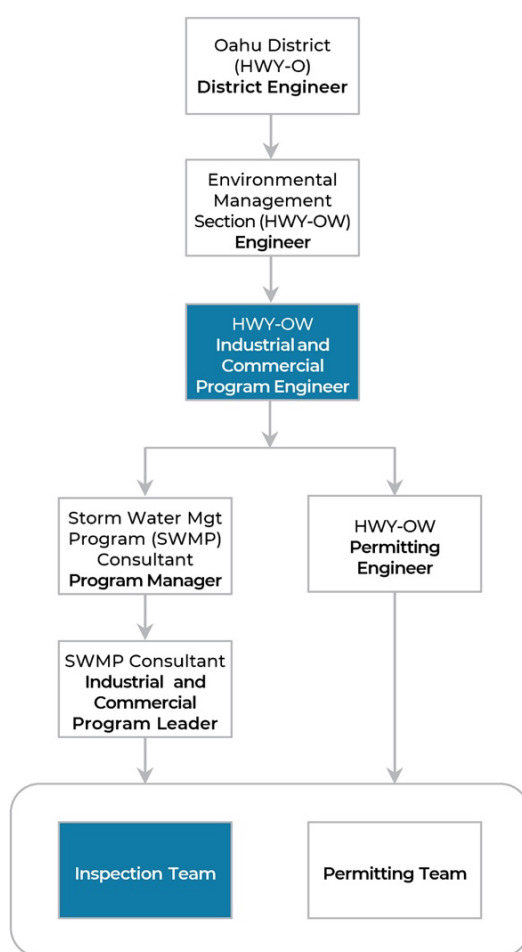 Oahu District
(HWY-O)
District Engineer
Environmental
Management
Section (HWY-OW)
Engineer
HWY-OW
Industrial and
Commercial
Program Engineer
Storm Water Mgt
Program (SWMP)
Consultant
Program Manager
HWY-OW
Permitting
Engineer
SWMP Consultant
Industrial and
Commercial
Program Leader
Inspection Team
Permitting Team